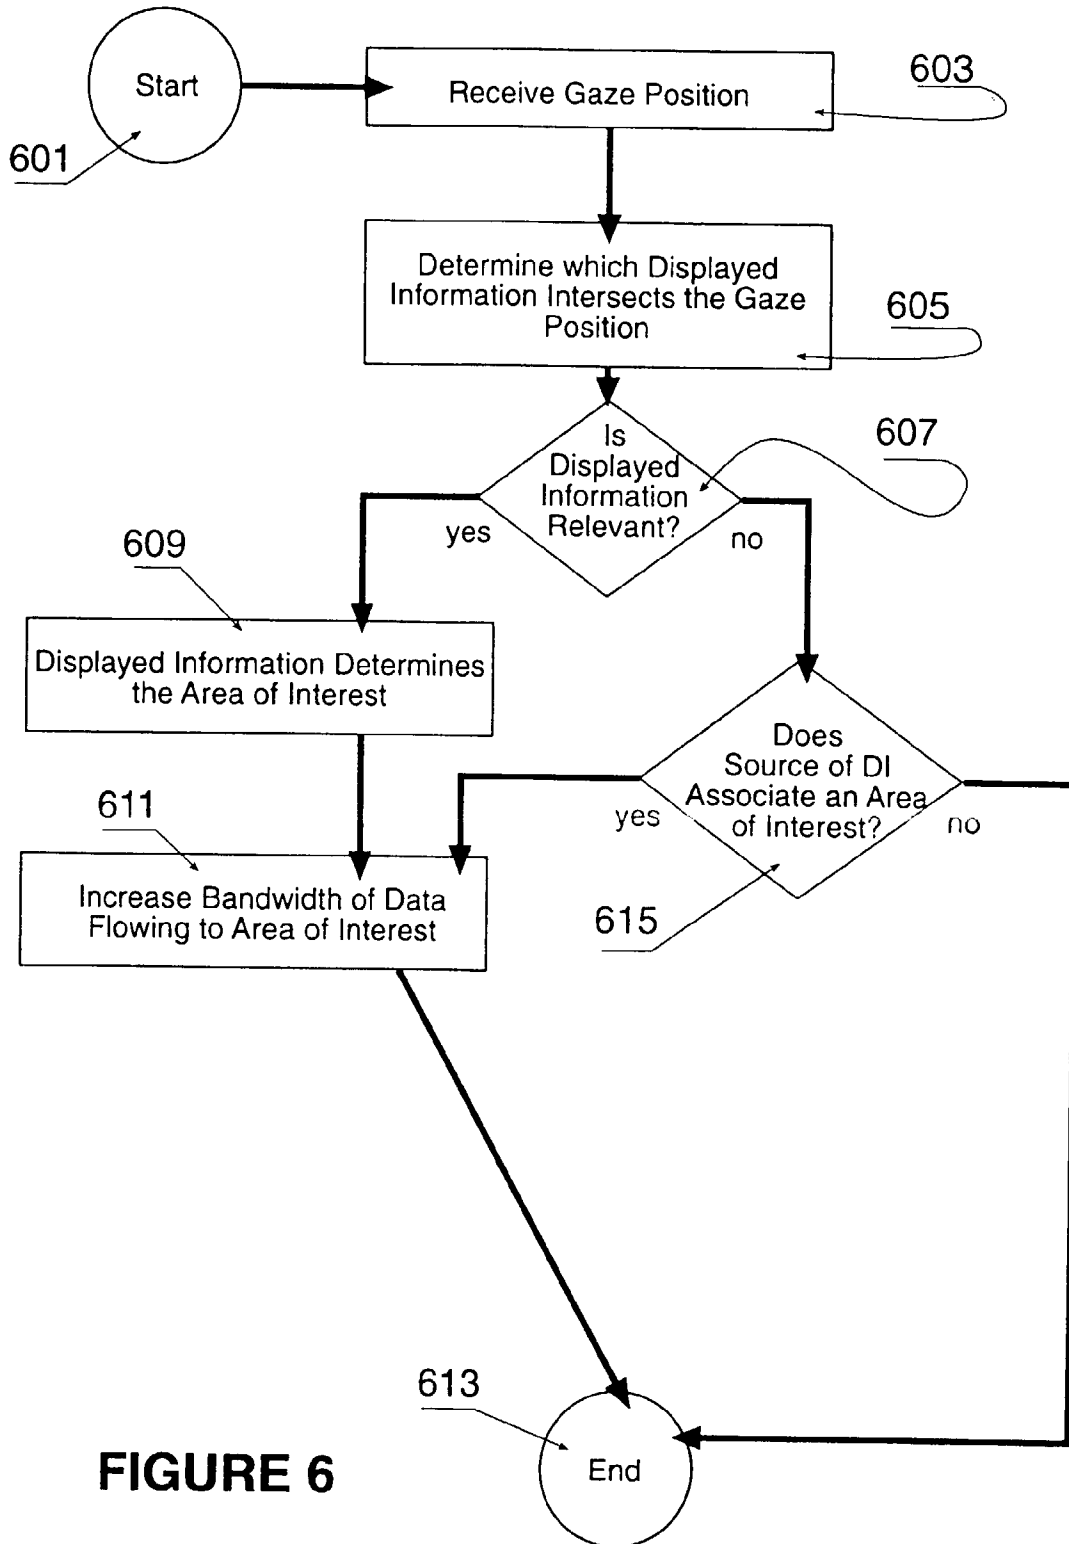 Start
601
Receive Gaze Position
603
Determine which Displayed
Information Intersects the Gaze
Position
605
Is
Displayed
Information
Relevant?
607
yes
no
609
Displayed Information Determines
the Area of Interest
Does
Source of DI
Associate an Area
of Interest?
yes
no
615
611
Increase Bandwidth of Data
Flowing to Area of Interest
613
End
FIGURE 6